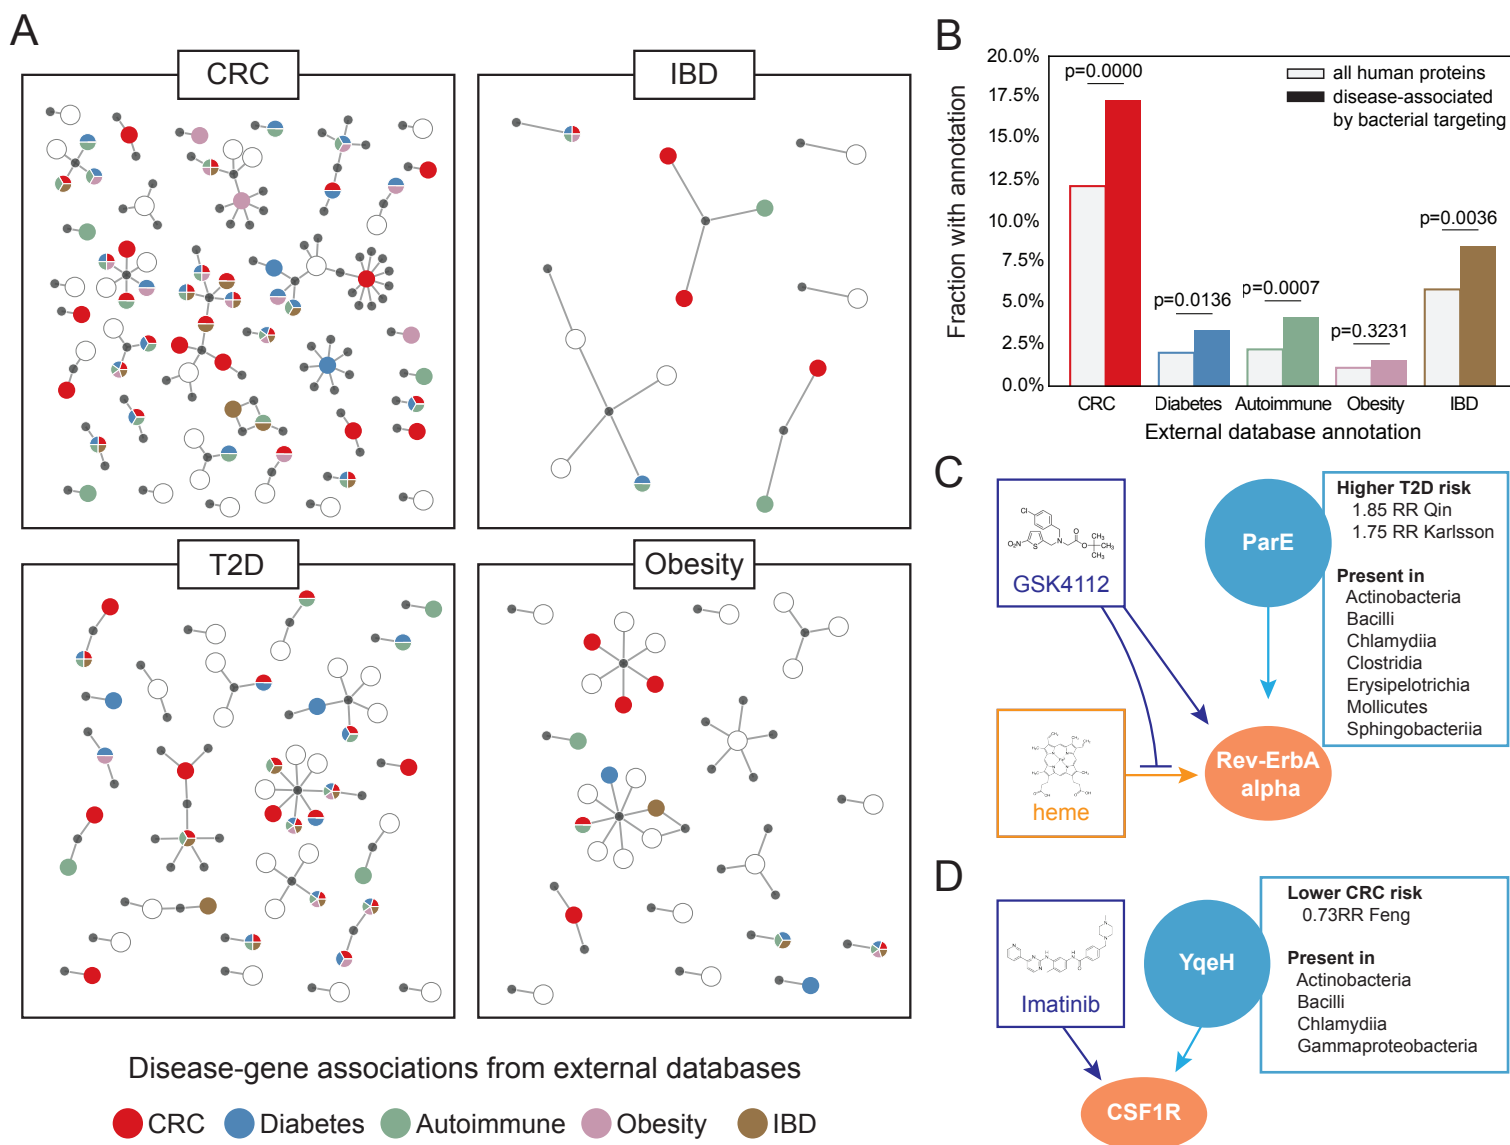 A
CRC
IBD
T2D
Obesity
Disease-gene associations from external databases
CRC
Diabetes
Autoimmune
Obesity
IBD
B
20.0%
17.5%
15.0%
12.5%
10.0%
7.5%
5.0%
2.5%
0.0%
Fraction with annotation
p=0.0000
p=0.0136
p=0.0007
p=0.3231
p=0.0036
all human proteins
disease-associated
by bacterial targeting
CRC
Diabetes
Autoimmune
Obesity
IBD
External database annotation
C
Cl
O₂N
S
N
O
O
CH₃
CH₃
CH₃
GSK4112
heme
ParE
Rev-ErbA
alpha
Higher T2D risk
1.85 RR Qin
1.75 RR Karlsson
Present in
Actinobacteria
Bacilli
Chlamydiia
Clostridia
Erysipelotrichia
Mollicutes
Sphingobacteriia
D
Imatinib
YqeH
CSF1R
Lower CRC risk
0.73RR Feng
Present in
Actinobacteria
Bacilli
Chlamydiia
Gammaproteobacteria